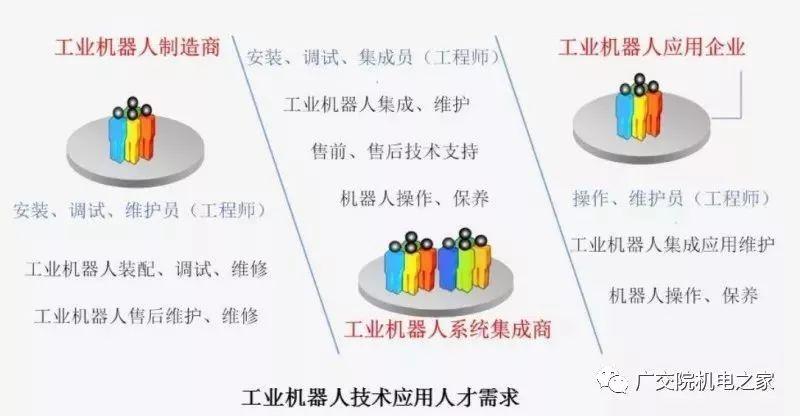 工业机器人制造商
安装、调试、维护员（工程师）
工业机器人装配、调试、维修
工业机器人售后维护、维修
安装、调试、集成员（工程师）
工业机器人集成、维护
售前、售后技术支持
机器人操作、保养
工业机器人系统集成商
工业机器人应用企业
操作、维护员（工程师）
工业机器人集成应用维护
机器人操作、保养
工业机器人技术应用人才需求
广交院机电之家